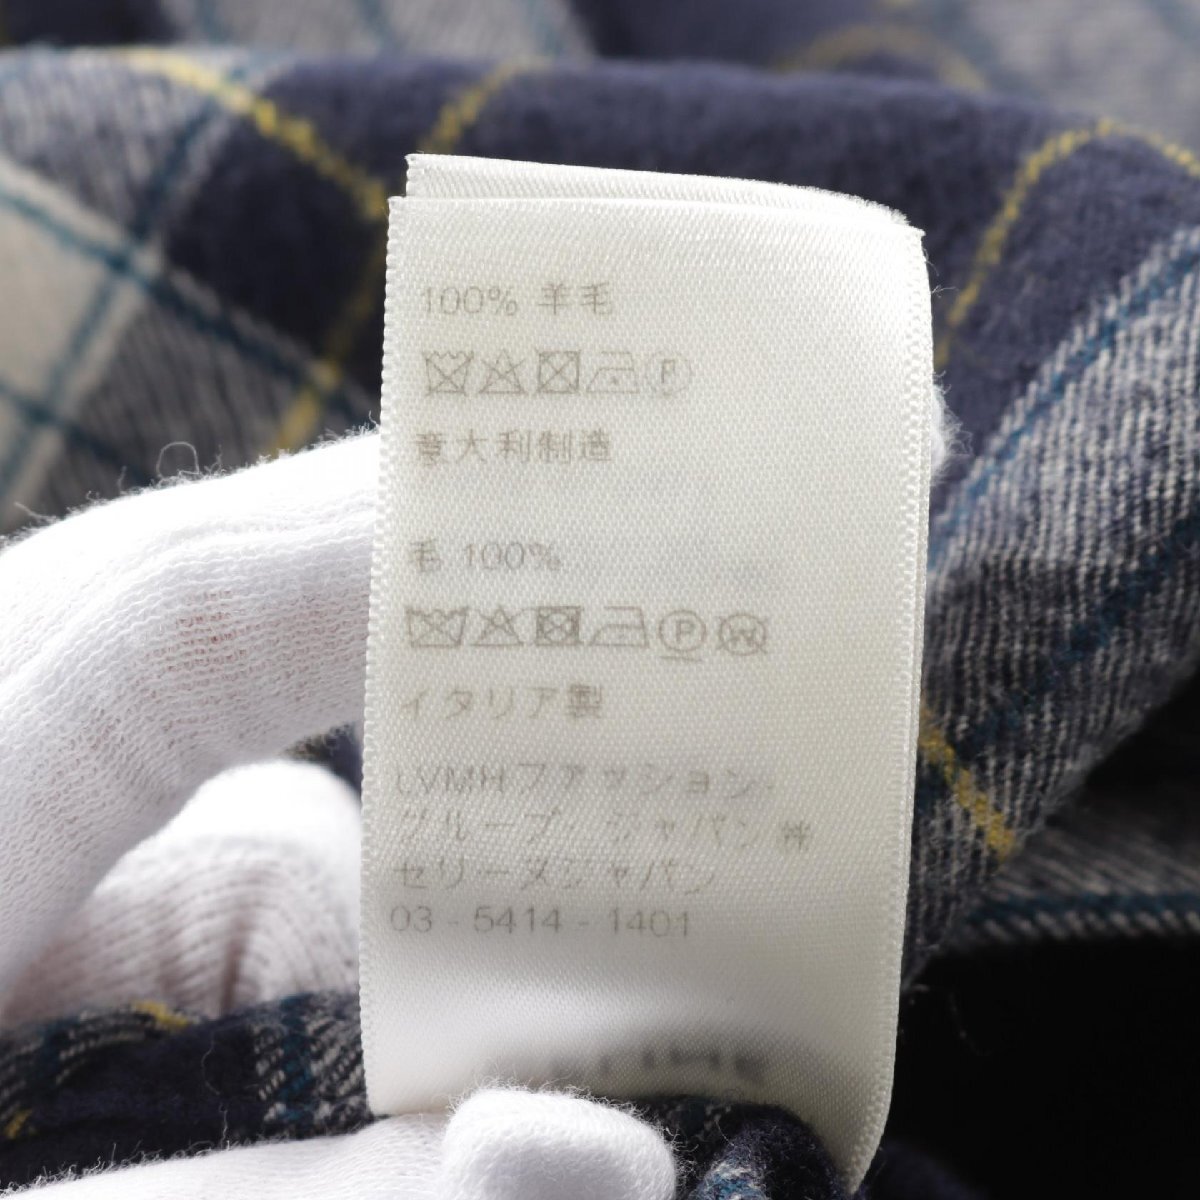 100% 羊毛
P
意大利制造
毛 100%
P W
イタリア製
LVMHファッション・
グループ・ジャパン㈱
セリーヌジャパン
03 - 5414 - 1401